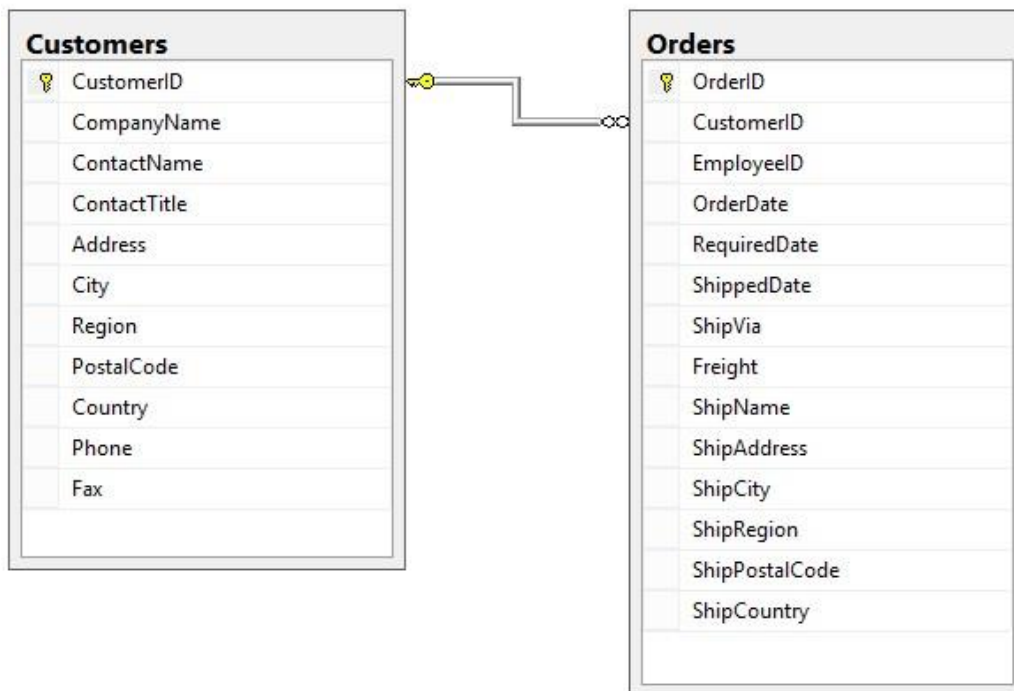 Customers
CustomerID
CompanyName
ContactName
ContactTitle
Address
City
Region
PostalCode
Country
Phone
Fax
Orders
OrderID
CustomerID
EmployeeID
OrderDate
RequiredDate
ShippedDate
ShipVia
Freight
ShipName
ShipAddress
ShipCity
ShipRegion
ShipPostalCode
ShipCountry